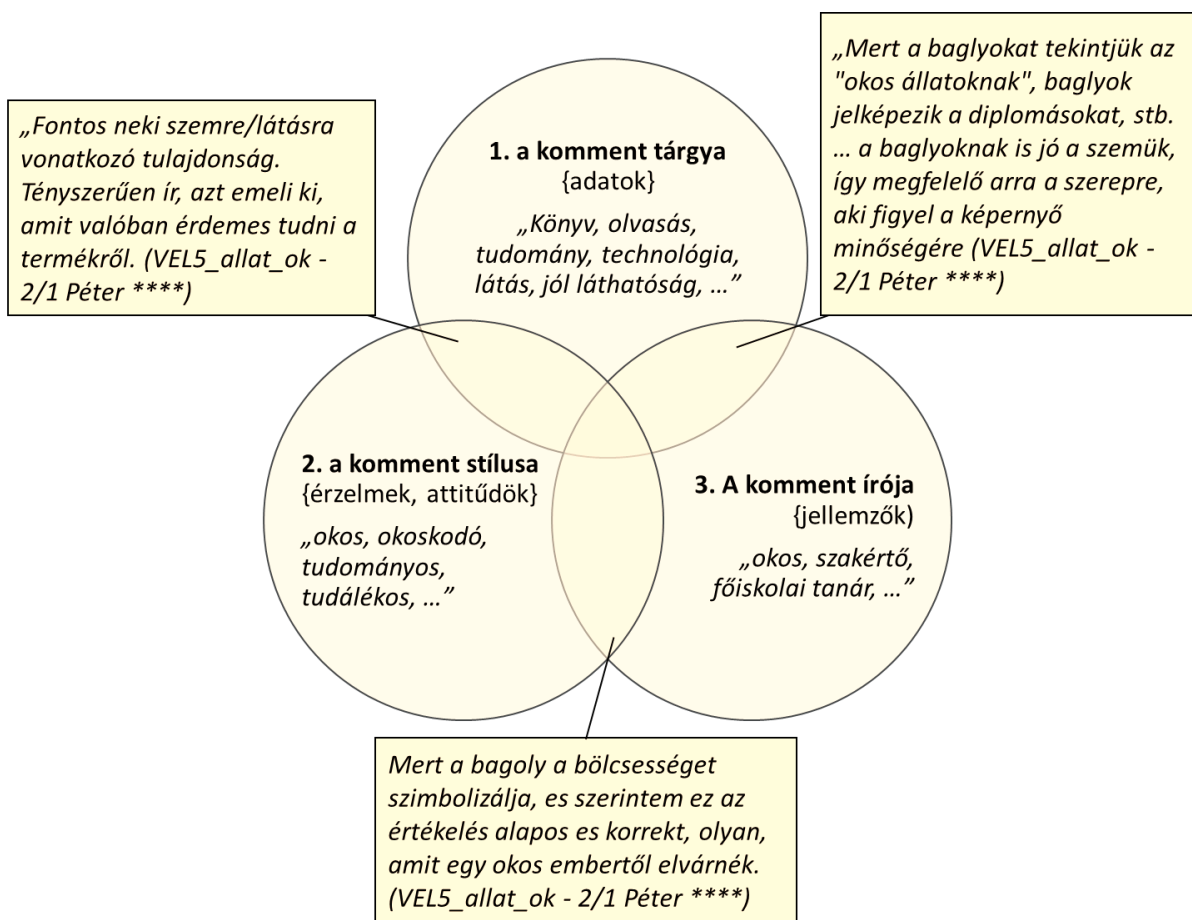 „Mert a baglyokat tekintjük az
"okos állatoknak", baglyok
jelképezik a diplomásokat, stb.
... a baglyoknak is jó a szemük,
így megfelelő arra a szerepre,
aki figyel a képernyő
minőségére (VEL5_allat_ok -
2/1 Péter ****)
„Fontos neki szemre/látásra
vonatkozó tulajdonság.
Tényszerűen ír, azt emeli ki,
amit valóban érdemes tudni a
termékről. (VEL5_allat_ok -
2/1 Péter ****)
1. a komment tárgya
{adatok}
„Könyv, olvasás,
tudomány, technológia,
látás, jól láthatóság, ...”
2. a komment stílusa
{érzelmek, attitűdök}
„okos, okoskodó,
tudományos,
tudálékos, ...”
3. A komment írója
{jellemzők)
„okos, szakértő,
főiskolai tanár, ...”
Mert a bagoly a bölcsességet
szimbolizálja, es szerintem ez az
értékelés alapos es korrekt, olyan,
amit egy okos embertől elvárnék.
(VEL5_allat_ok - 2/1 Péter ****)